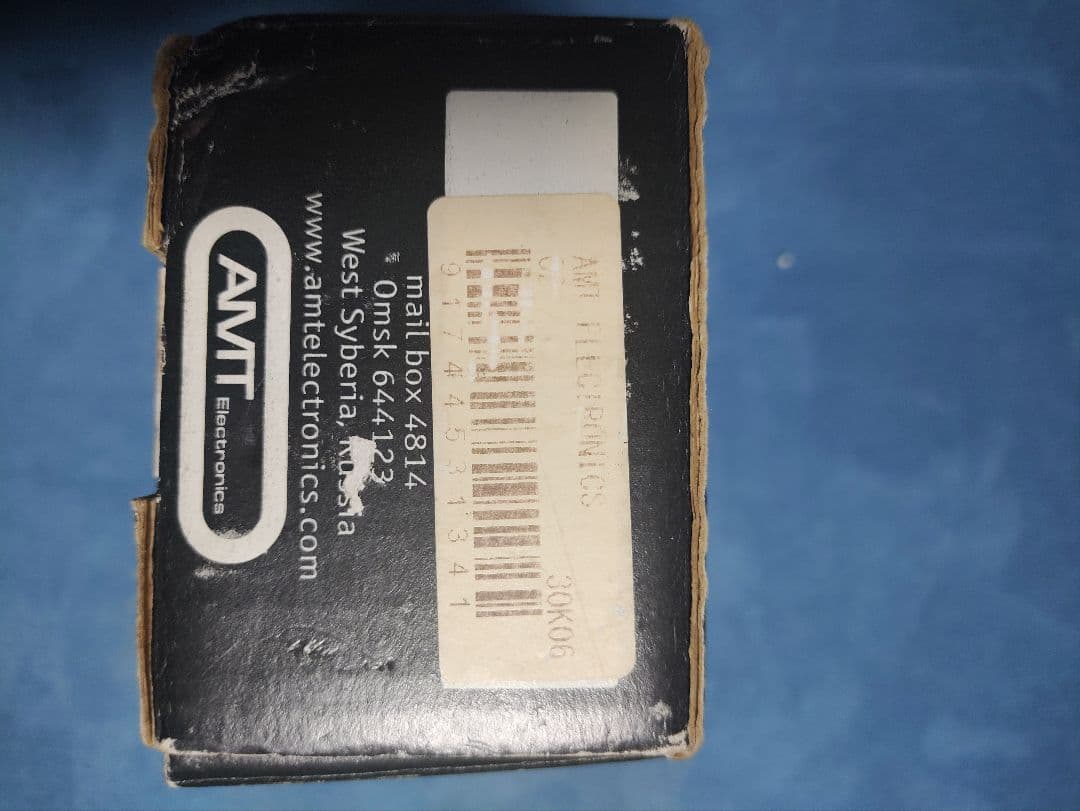 AMT ELECTRONICS
30K06
9 1 7 4 4 5 3 1 3 4 1
mail box 4814
Omsk 644123
West Syberia, Russia
www.amtelectronics.com
AMT Electronics